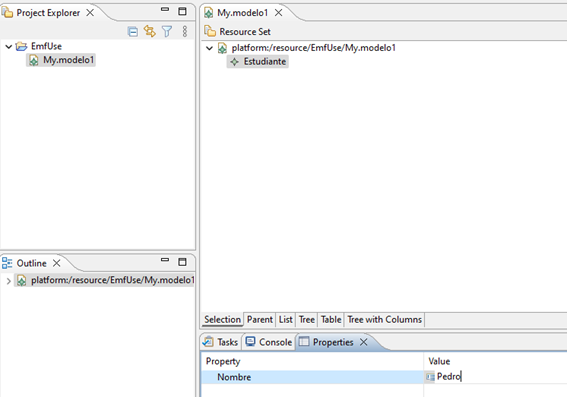 Project Explorer
EmfUse
My.modelo1
Outline
platform:/resource/EmfUse/My.modelo1
My.modelo1
Resource Set
platform:/resource/EmfUse/My.modelo1
Estudiante
Selection Parent List Tree Table Tree with Columns
Tasks Console Properties
Property Value
Nombre Pedro